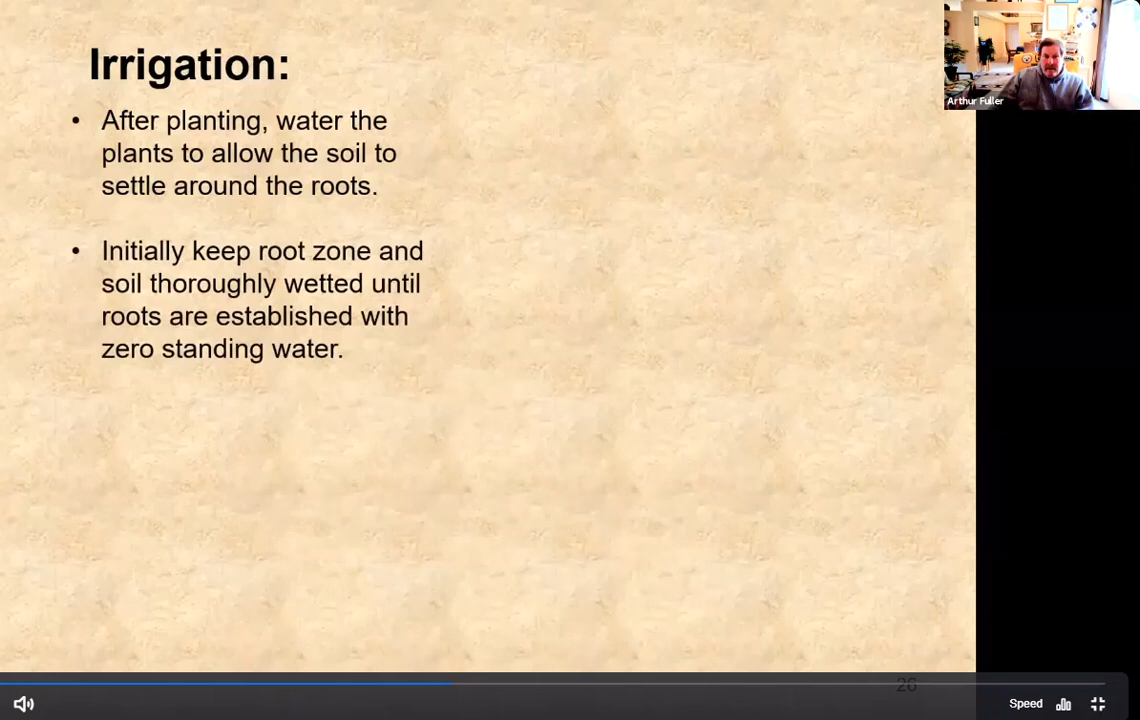 Irrigation:
Arthur Fuller
• After planting, water the
plants to allow the soil to
settle around the roots.
• Initially keep root zone and
soil thoroughly wetted until
roots are established with
zero standing water.
26
Speed